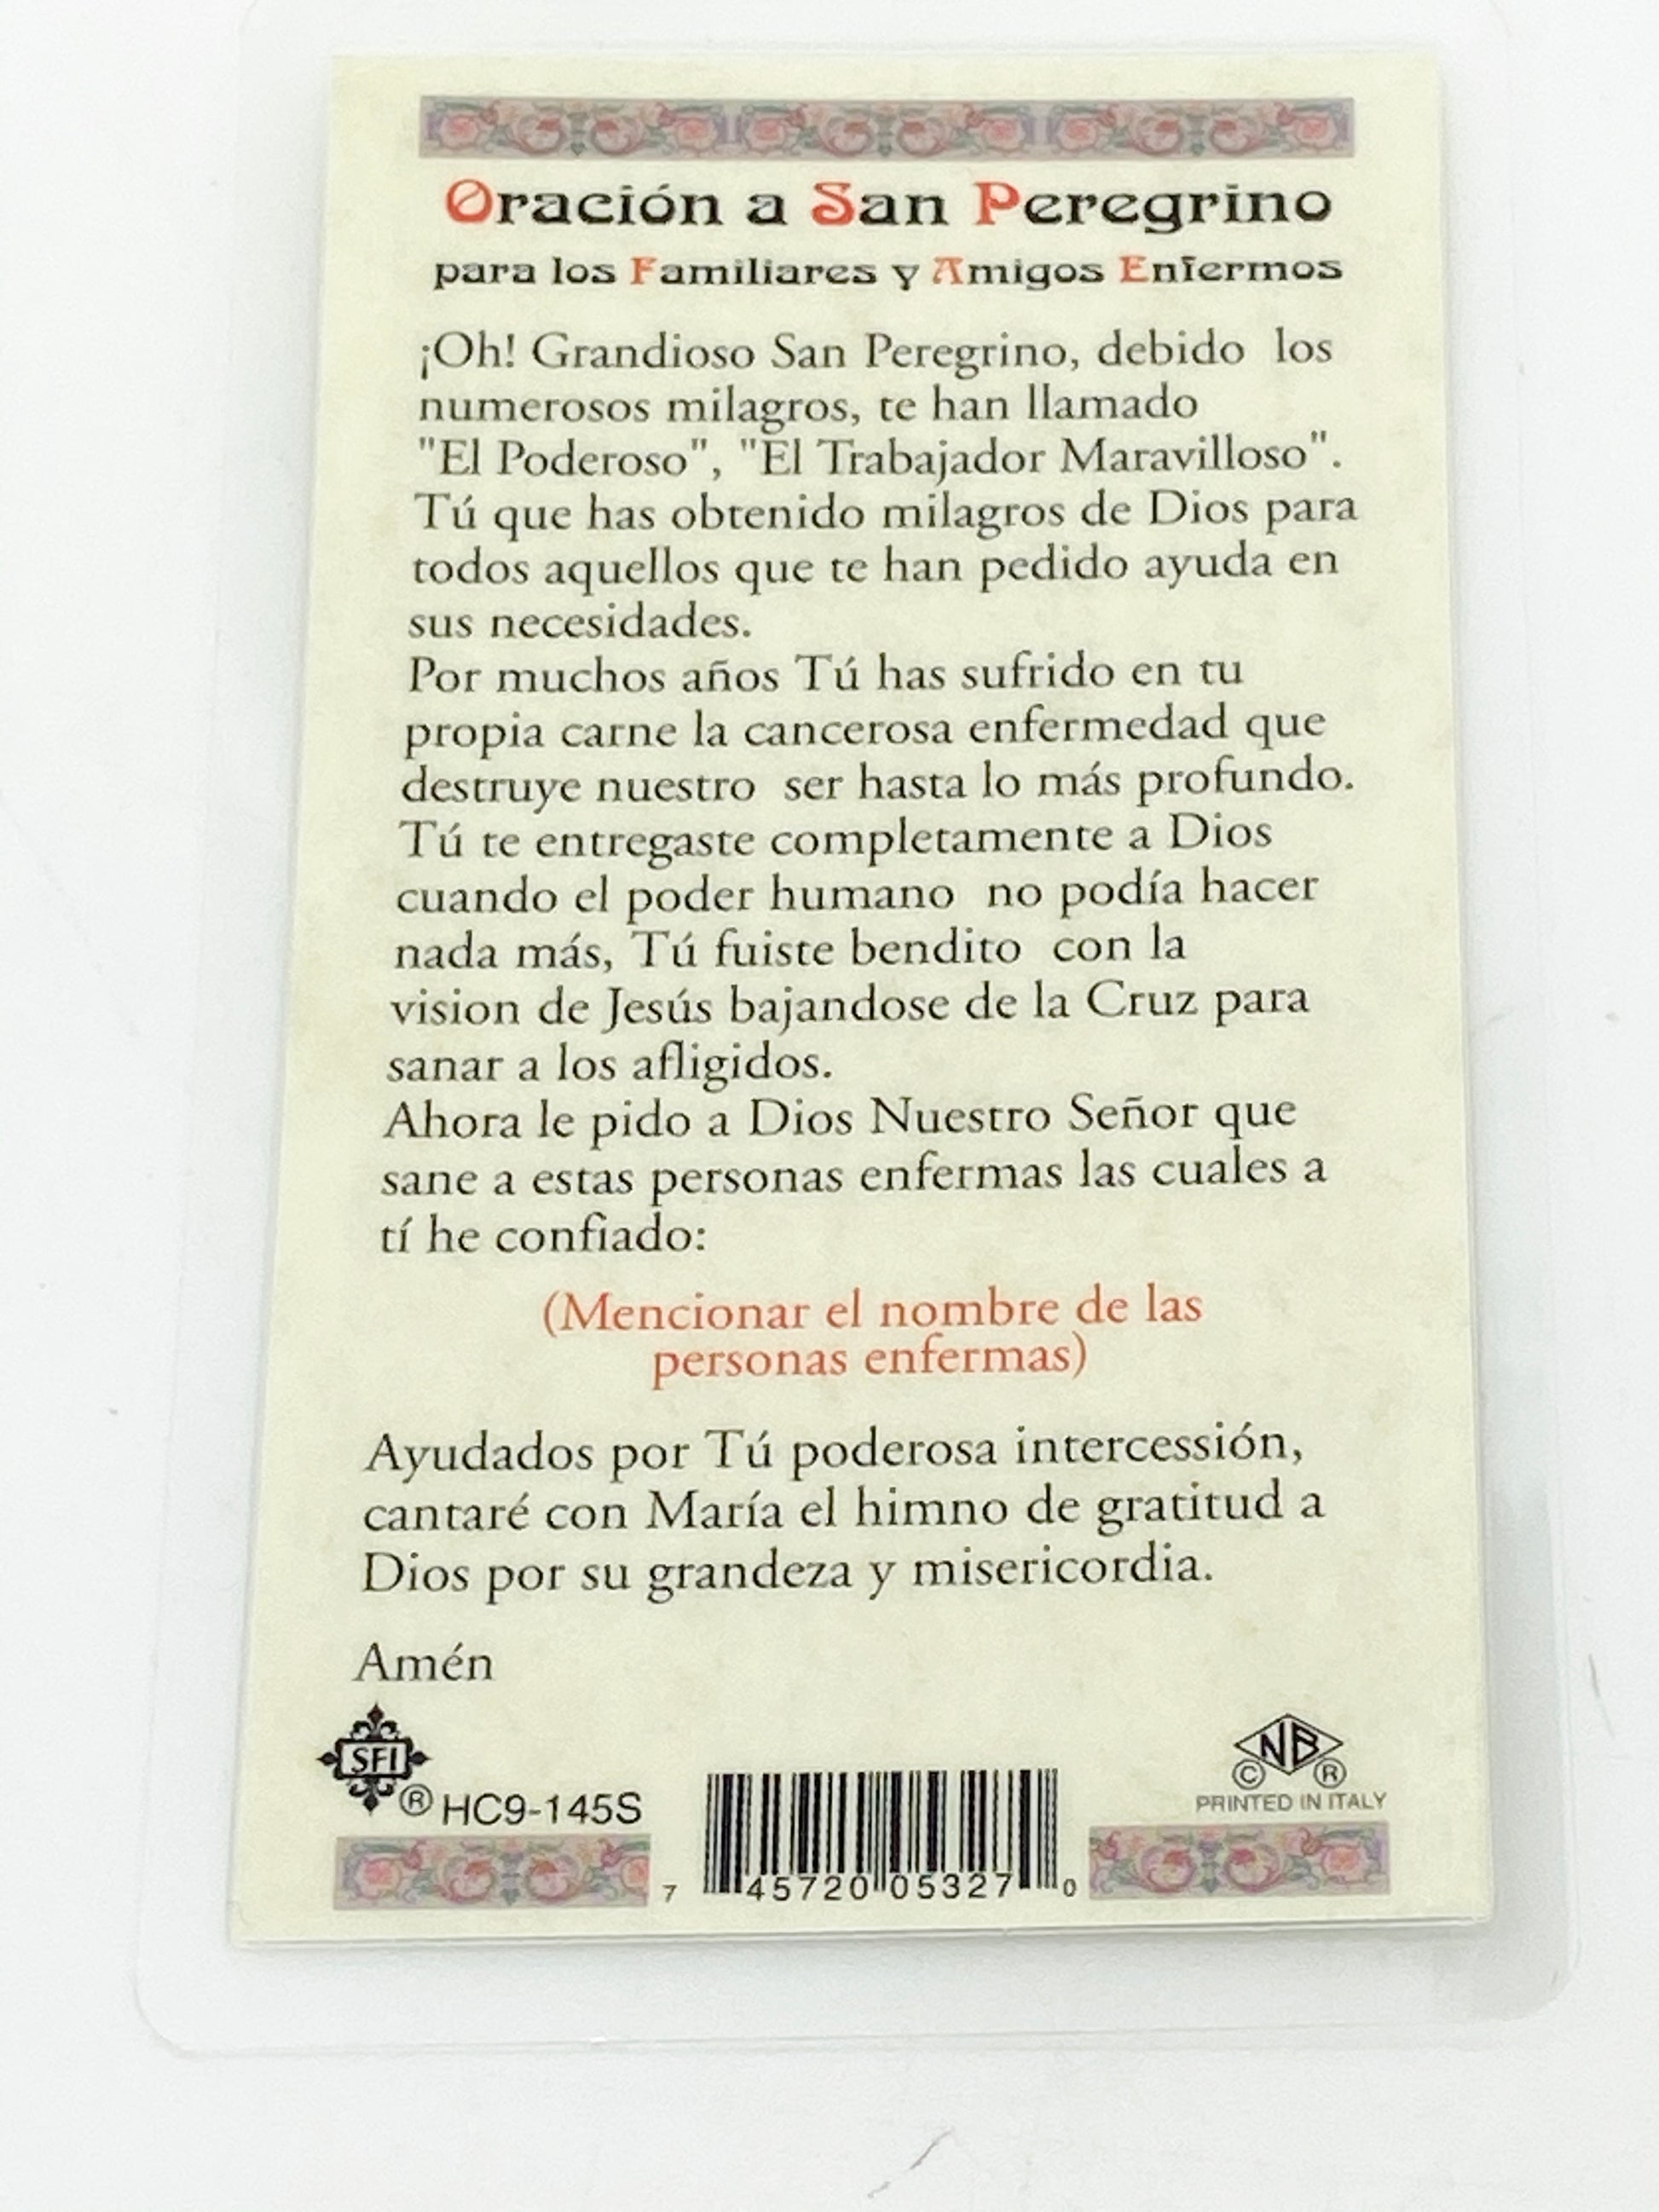 Oración a San Peregrino
para los Familiares y Amigos Enfermos
¡Oh! Grandioso San Peregrino, debido los
numerosos milagros, te han llamado
"El Poderoso", "El Trabajador Maravilloso".
Tú que has obtenido milagros de Dios para
todos aquellos que te han pedido ayuda en
sus necesidades.
Por muchos años Tú has sufrido en tu
propia carne la cancerosa enfermedad que
destruye nuestro ser hasta lo más profundo.
Tú te entregaste completamente a Dios
cuando el poder humano no podía hacer
nada más, Tú fuiste bendito con la
vision de Jesús bajandose de la Cruz para
sanar a los afligidos.
Ahora le pido a Dios Nuestro Señor que
sane a estas personas enfermas las cuales a
tí he confiado:
(Mencionar el nombre de las
personas enfermas)
Ayudados por Tú poderosa intercessión,
cantaré con María el himno de gratitud a
Dios por su grandeza y misericordia.
Amén
SFI
® HC9-145S
NB
© ®
PRINTED IN ITALY
7 45720 05327 0